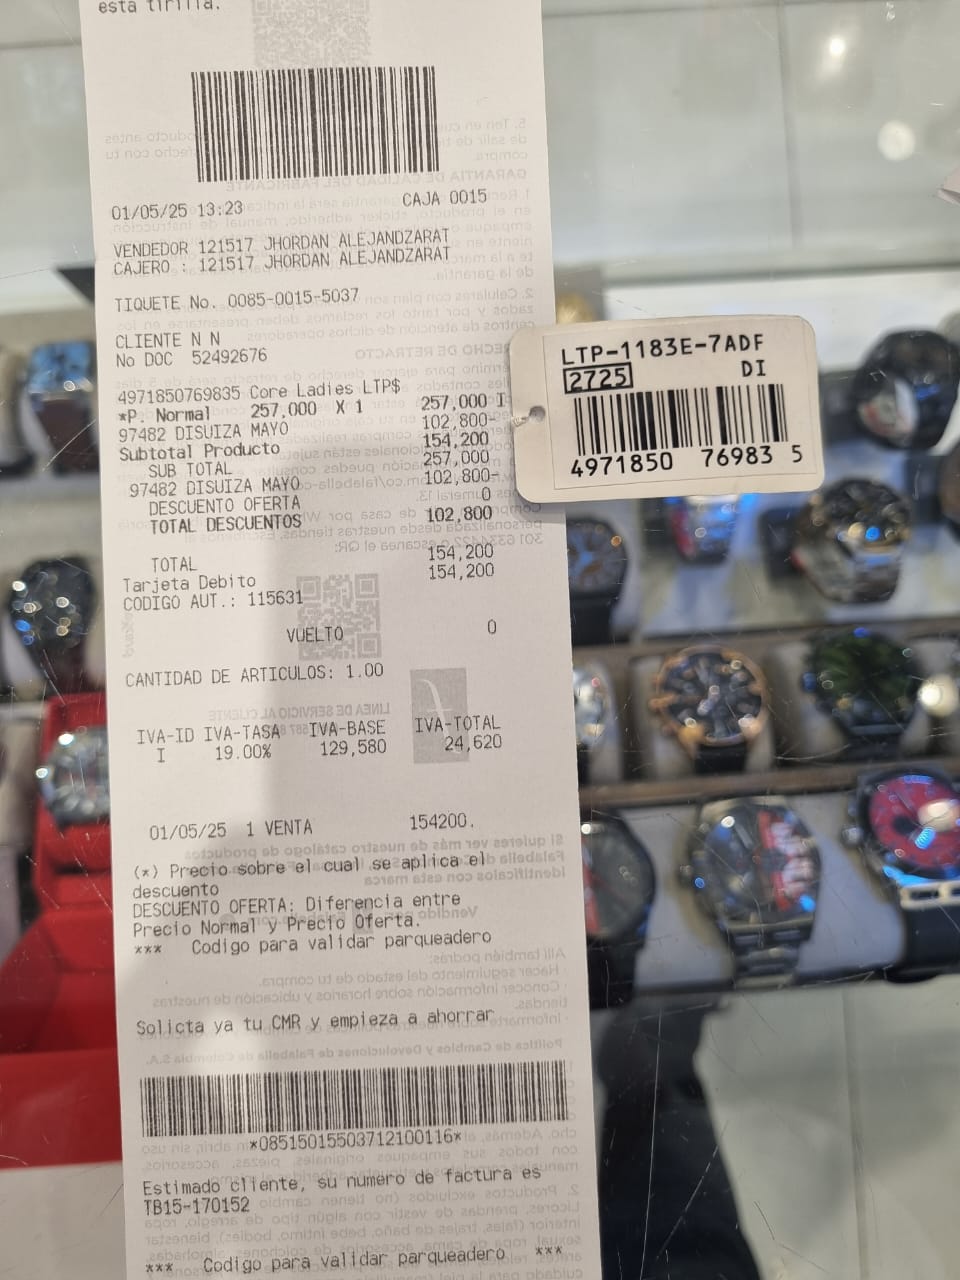 esta tirilla.
01/05/25 13:23 CAJA 0015
VENDEDOR 121517 JHORDAN ALEJANDZARAT
CAJERO : 121517 JHORDAN ALEJANDZARAT
TIQUETE No. 0085-0015-5037
CLIENTE N N
No DOC 52492676
4971850769835 Core Ladies LTP$
*P. Normal 257,000 X 1 257,000 I
97482 DISUIZA MAYO 102,800-
Subtotal Producto 154,200
SUB TOTAL 257,000
97482 DISUIZA MAYO 102,800-
DESCUENTO OFERTA 0
TOTAL DESCUENTOS 102,800
TOTAL 154,200
Tarjeta Debito 154,200
CODIGO AUT.: 115631
VUELTO 0
CANTIDAD DE ARTICULOS: 1.00
IVA-ID IVA-TASA IVA-BASE IVA-TOTAL
I 19.00% 129,580 24,620
01/05/25 1 VENTA 154200.
(*) Precio sobre el cual se aplica el
descuento
DESCUENTO OFERTA: Diferencia entre
Precio Normal y Precio Oferta.
*** Codigo para validar parqueadero
Solicta ya tu CMR y empieza a ahorrar
*08515015503712100116*
Estimado cliente, su numero de factura es
TB15-170152
*** Codigo para validar parqueadero ***
LTP-1183E-7ADF
2725 DI
4971850 76983 5